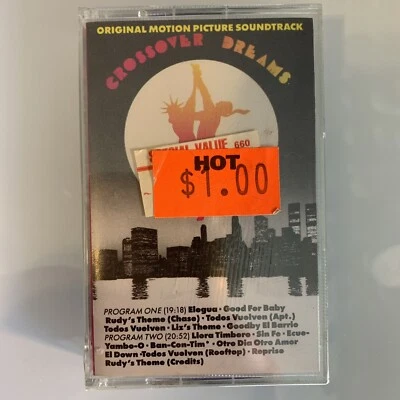 ORIGINAL MOTION PICTURE SOUNDTRACK
CROSSOVER DREAMS
VALUE 660
HOT
$1.00
PROGRAM ONE (19:18) Elegua • Good For Baby
Rudy's Theme (Chase) • Todos Vuelven (Apt.)
Todos Vuelven • Liz's Theme • Goodby El Barrio
PROGRAM TWO (20:52) Llora Timbero • Sin Fe • Ecue-
Yambo-O • Ban-Con-Tim* • Otro Dia Otro Amor
El Down • Todos Vuelven (Rooftop) • Reprise
Rudy's Theme (Credits)